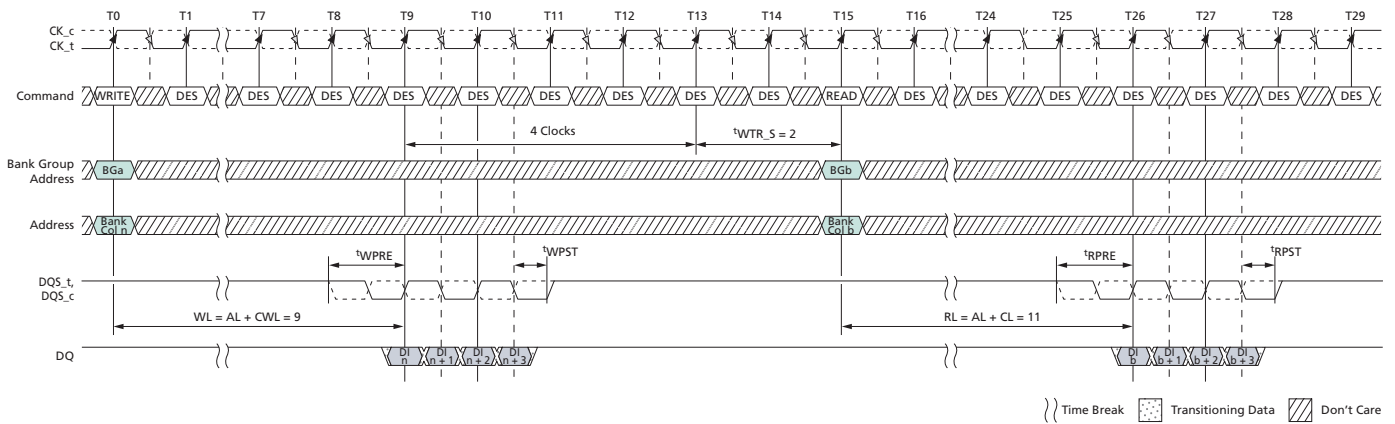 T0 T1 T7 T8 T9 T10 T11 T12 T13 T14 T15 T16 T24 T25 T26 T27 T28 T29
CK_c
CK_t
Command WRITE DES DES DES DES DES DES DES DES DES READ DES DES DES DES DES DES DES
4 Clocks tWTR_S = 2
Bank Group
Address
BGa BGb
Address
Bank
Col n
Bank
Col b
tWPRE tWPST tRPRE tRPST
DQS_t,
DQS_c
WL = AL + CWL = 9 RL = AL + CL = 11
DQ
DI
n
DI
n + 1
DI
n + 2
DI
n + 3
DI
b
DI
b + 1
DI
b + 2
DI
b + 3
Time Break Transitioning Data Don't Care